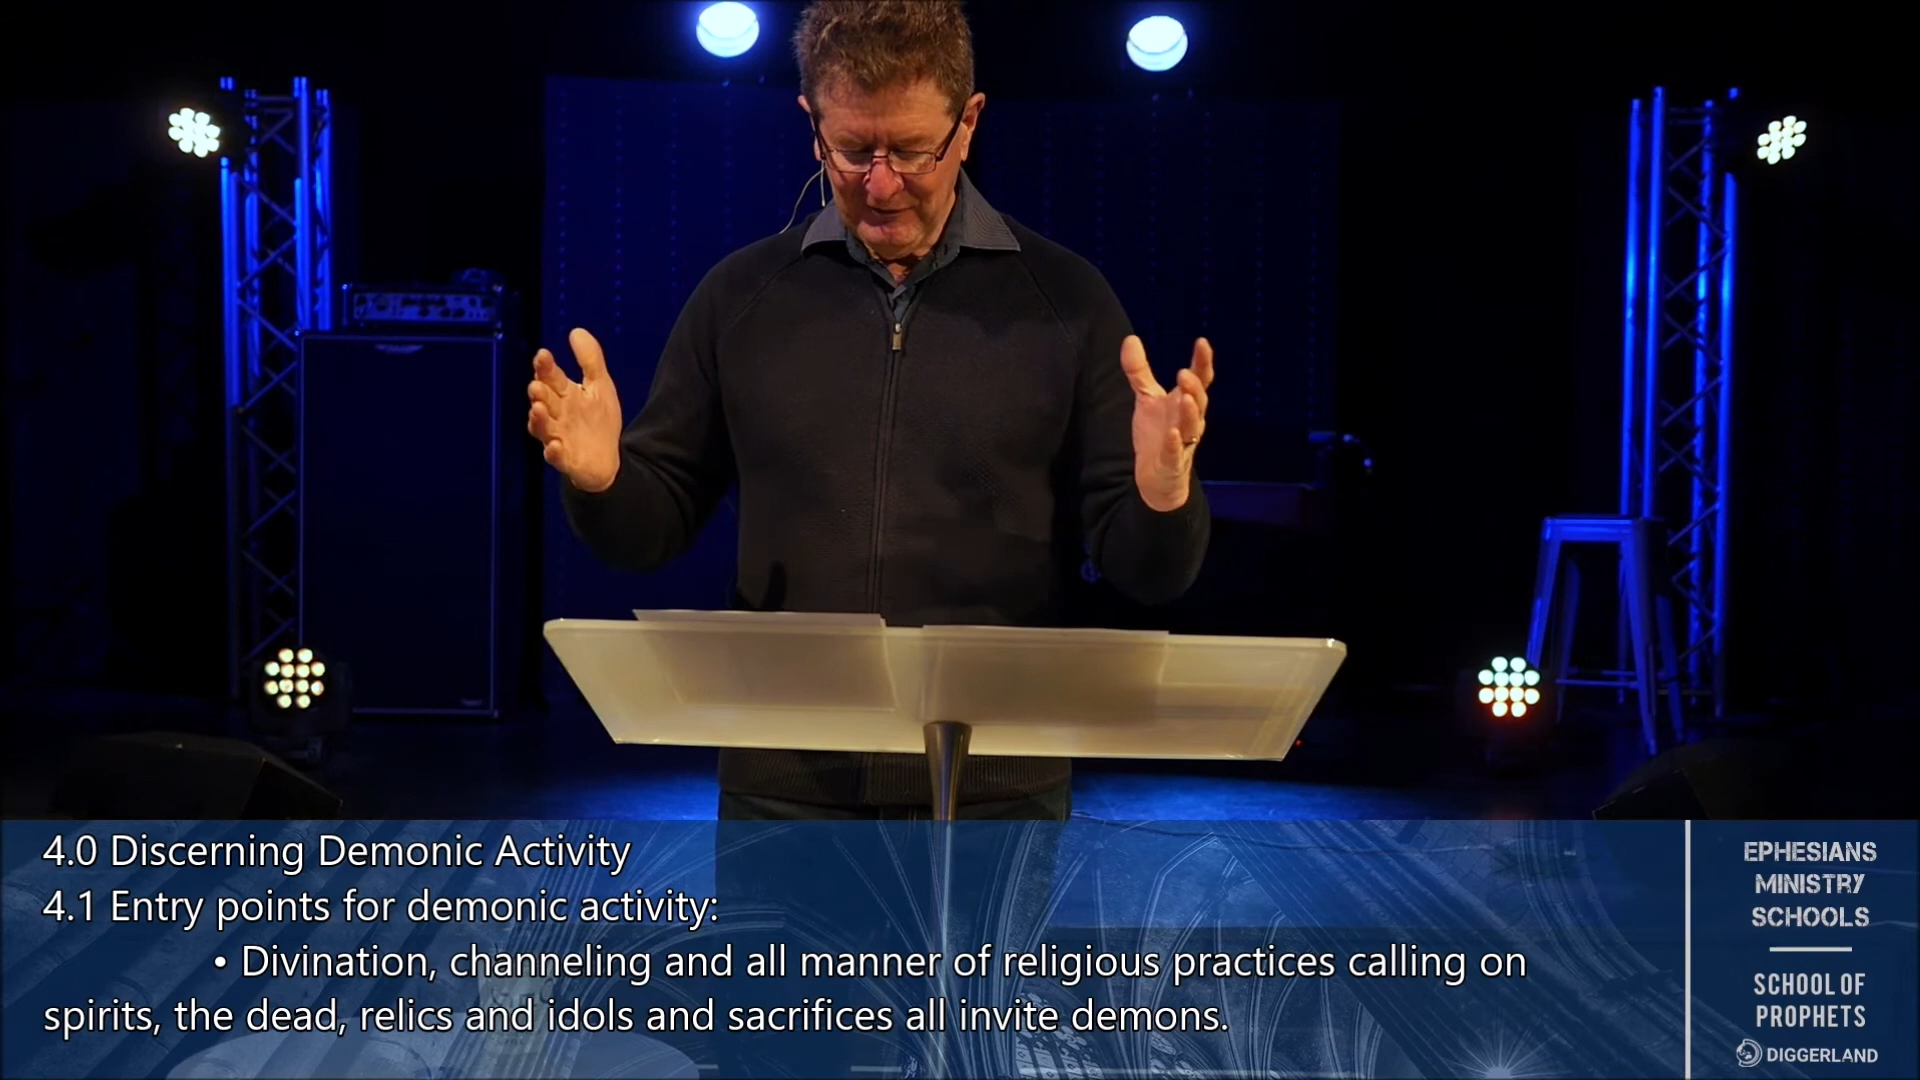 4.0 Discerning Demonic Activity
4.1 Entry points for demonic activity:
• Divination, channeling and all manner of religious practices calling on
spirits, the dead, relics and idols and sacrifices all invite demons.
EPHESIANS
MINISTRY
SCHOOLS
SCHOOL OF
PROPHETS
DIGGERLAND